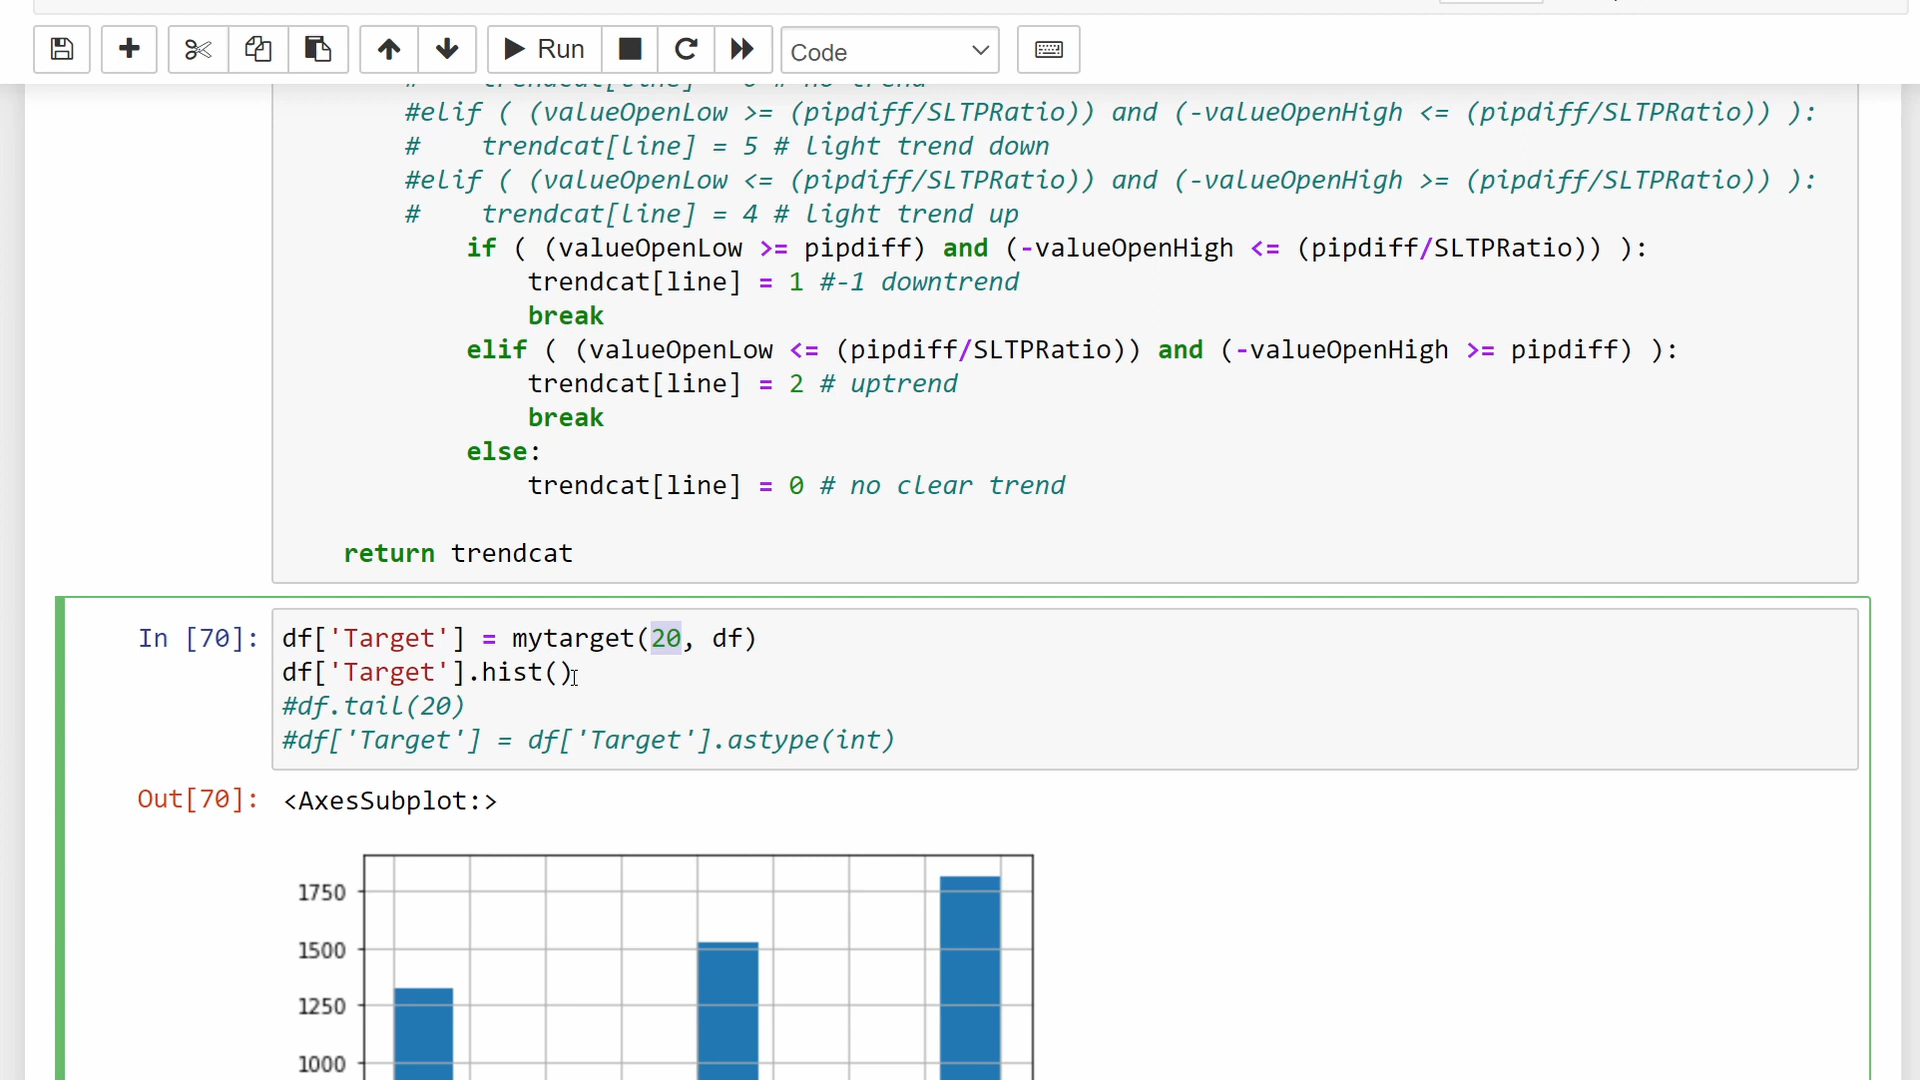 Run
Code
#elif ( (valueOpenLow >= (pipdiff/SLTPRatio)) and (-valueOpenHigh <= (pipdiff/SLTPRatio)) ):
#    trendcat[line] = 5 # light trend down
#elif ( (valueOpenLow <= (pipdiff/SLTPRatio)) and (-valueOpenHigh >= (pipdiff/SLTPRatio)) ):
#    trendcat[line] = 4 # light trend up
if ( (valueOpenLow >= pipdiff) and (-valueOpenHigh <= (pipdiff/SLTPRatio)) ):
trendcat[line] = 1 #-1 downtrend
break
elif ( (valueOpenLow <= (pipdiff/SLTPRatio)) and (-valueOpenHigh >= pipdiff) ):
trendcat[line] = 2 # uptrend
break
else:
trendcat[line] = 0 # no clear trend
return trendcat
In [70]: df['Target'] = mytarget(20, df)
df['Target'].hist()
#df.tail(20)
#df['Target'] = df['Target'].astype(int)
Out[70]: <AxesSubplot:>
1750
1500
1250
1000